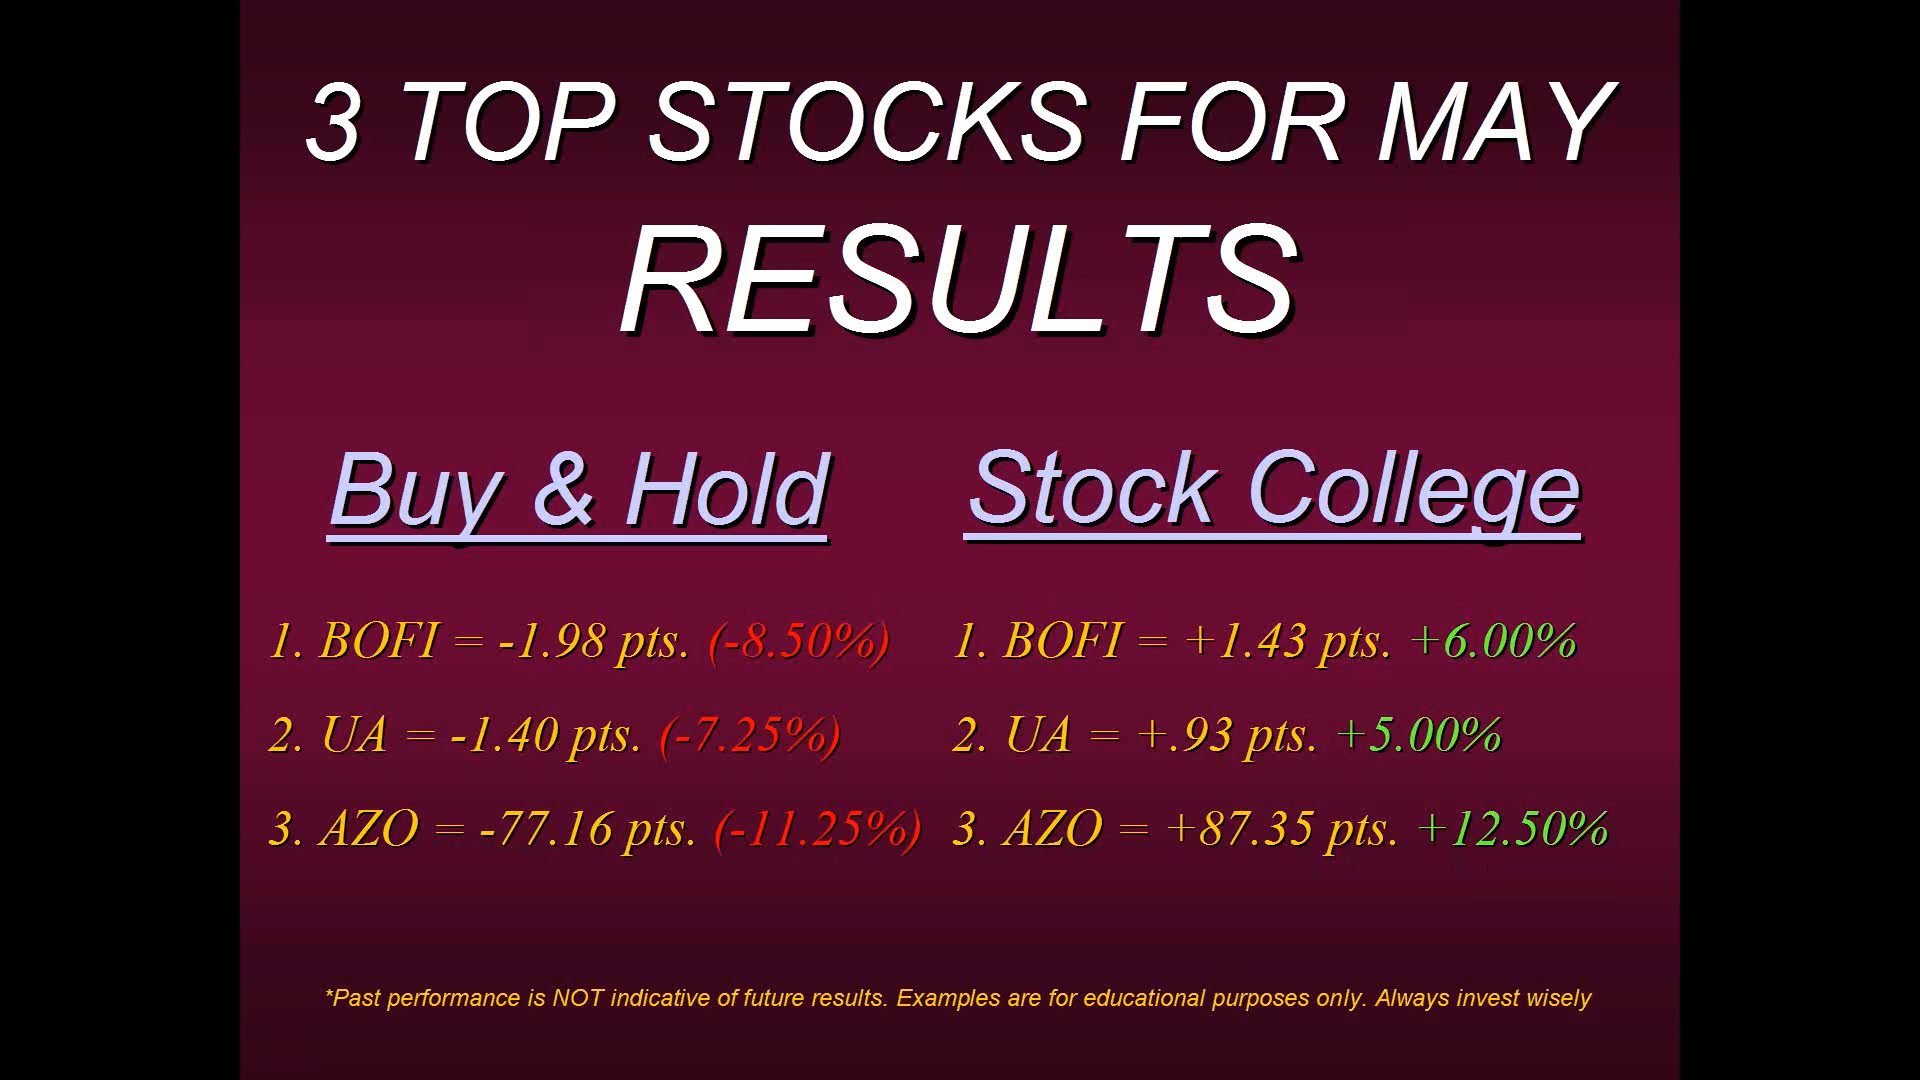 3 TOP STOCKS FOR MAY
RESULTS
Buy & Hold
1. BOFI = -1.98 pts. (-8.50%)
2. UA = -1.40 pts. (-7.25%)
3. AZO = -77.16 pts. (-11.25%)
Stock College
1. BOFI = +1.43 pts. +6.00%
2. UA = +.93 pts. +5.00%
3. AZO = +87.35 pts. +12.50%
*Past performance is NOT indicative of future results. Examples are for educational purposes only. Always invest wisely